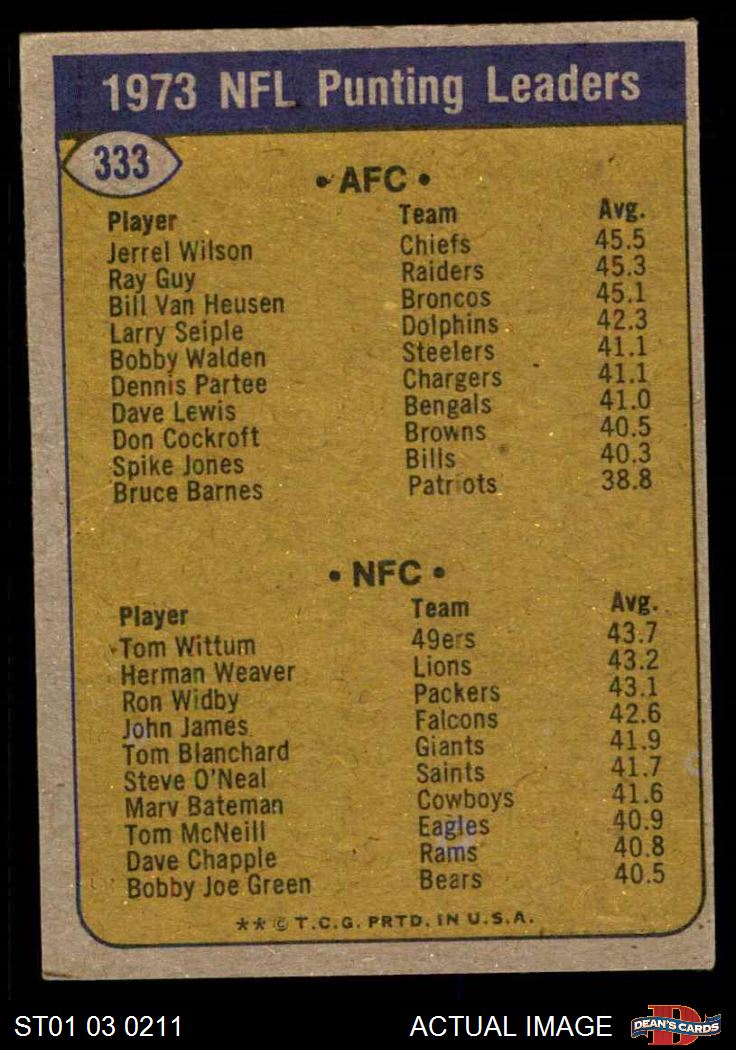 1973 NFL Punting Leaders
333
• AFC •
Player Team Avg.
Jerrel Wilson Chiefs 45.5
Ray Guy Raiders 45.3
Bill Van Heusen Broncos 45.1
Larry Seiple Dolphins 42.3
Bobby Walden Steelers 41.1
Dennis Partee Chargers 41.1
Dave Lewis Bengals 41.0
Don Cockroft Browns 40.5
Spike Jones Bills 40.3
Bruce Barnes Patriots 38.8
• NFC •
Player Team Avg.
Tom Wittum 49ers 43.7
Herman Weaver Lions 43.2
Ron Widby Packers 43.1
John James Falcons 42.6
Tom Blanchard Giants 41.9
Steve O'Neal Saints 41.7
Marv Bateman Cowboys 41.6
Tom McNeill Eagles 40.9
Dave Chapple Rams 40.8
Bobby Joe Green Bears 40.5
** © T.C.G. PRTD. IN U.S.A.
ST01 03 0211 ACTUAL IMAGE D DEAN'S CARDS